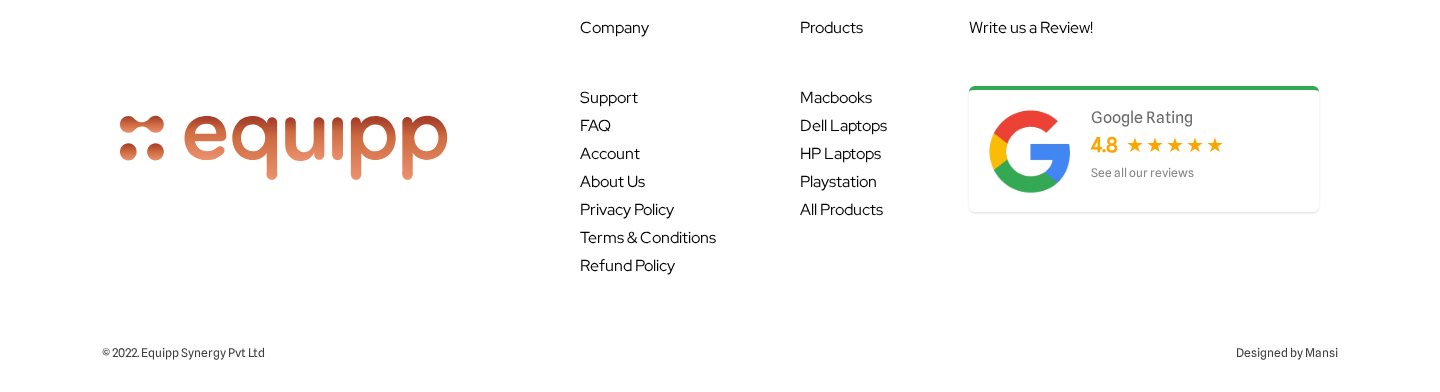 equipp
Company
Support
FAQ
Account
About Us
Privacy Policy
Terms & Conditions
Refund Policy
Products
Macbooks
Dell Laptops
HP Laptops
Playstation
All Products
Write us a Review!
Google Rating
4.8 ★★★★★
See all our reviews
© 2022. Equipp Synergy Pvt Ltd
Designed by Mansi